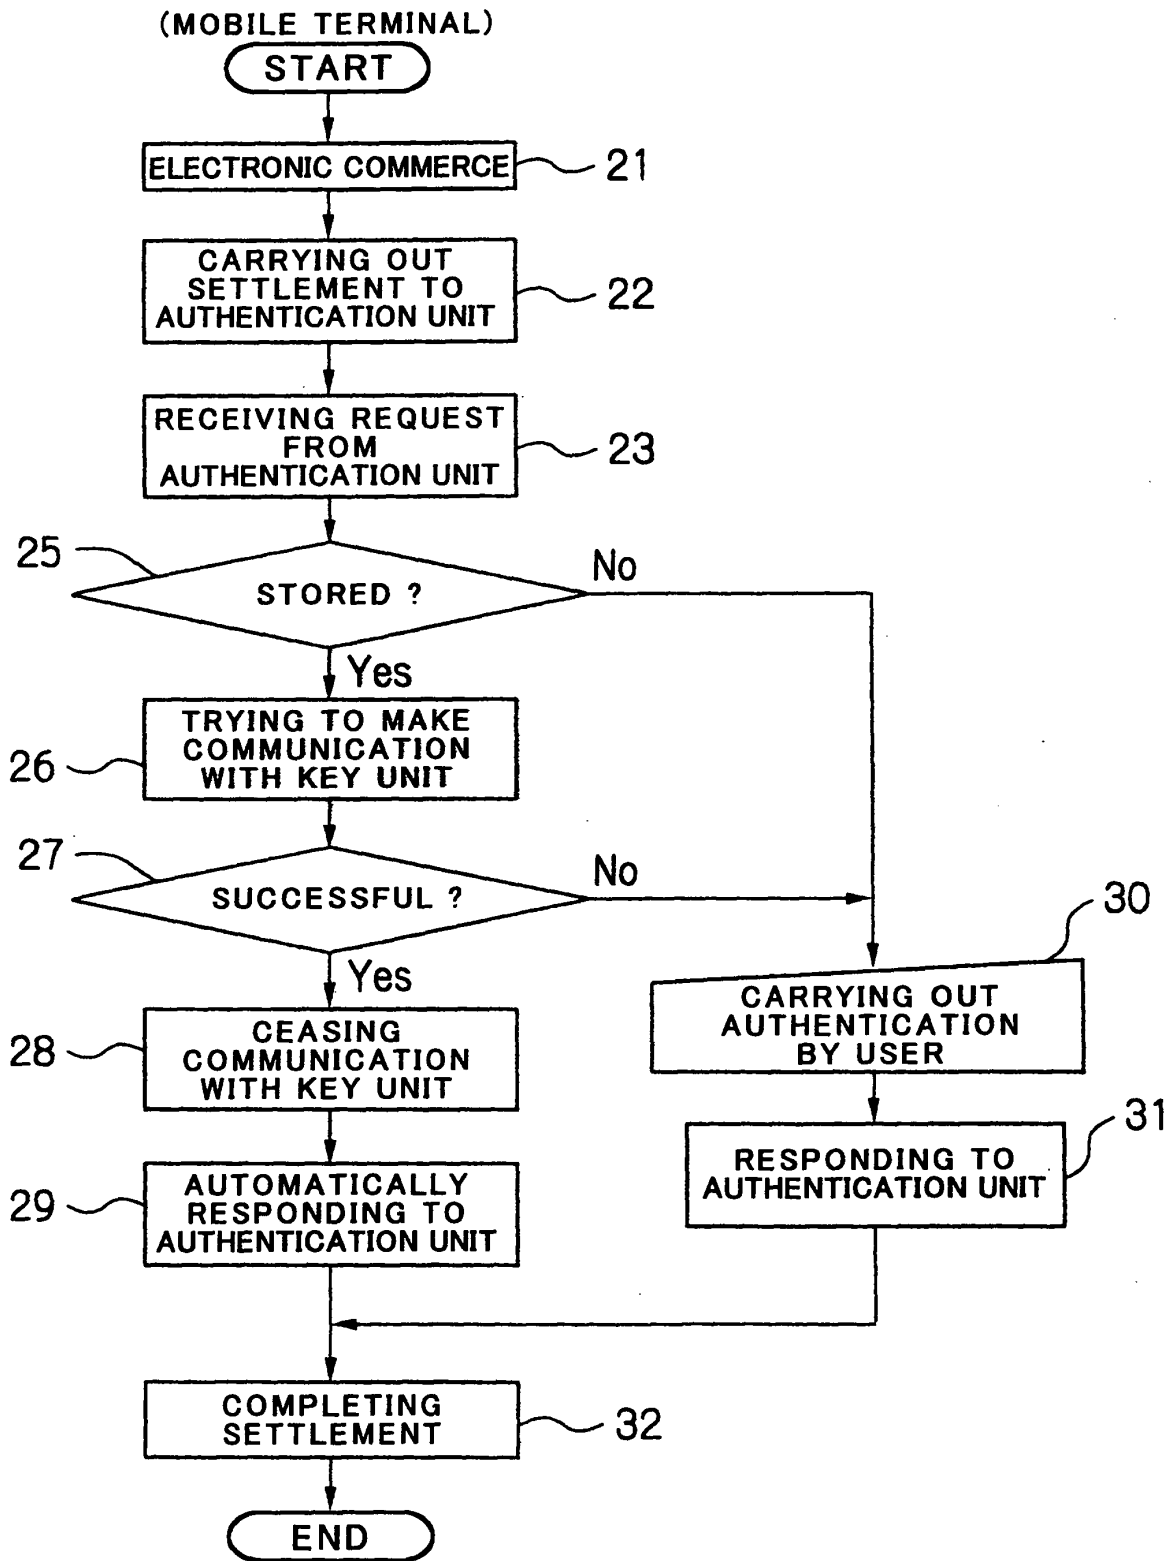 (MOBILE TERMINAL)
START
ELECTRONIC COMMERCE
21
CARRYING OUT
SETTLEMENT TO
AUTHENTICATION UNIT
22
RECEIVING REQUEST
FROM
AUTHENTICATION UNIT
23
25
STORED ?
No
Yes
TRYING TO MAKE
COMMUNICATION
WITH KEY UNIT
26
27
SUCCESSFUL ?
No
Yes
30
CARRYING OUT
AUTHENTICATION
BY USER
CEASING
COMMUNICATION
WITH KEY UNIT
28
31
RESPONDING TO
AUTHENTICATION UNIT
AUTOMATICALLY
RESPONDING TO
AUTHENTICATION UNIT
29
COMPLETING
SETTLEMENT
32
END